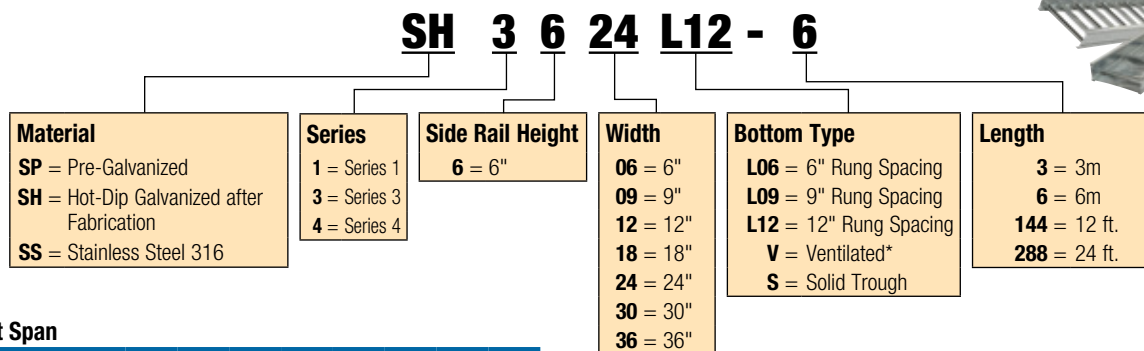 SH 3 6 24 L12 - 6
Material
SP = Pre-Galvanized
SH = Hot-Dip Galvanized after
Fabrication
SS = Stainless Steel 316
Series
1 = Series 1
3 = Series 3
4 = Series 4
Side Rail Height
6 = 6"
Width
06 = 6"
09 = 9"
12 = 12"
18 = 18"
24 = 24"
30 = 30"
36 = 36"
Bottom Type
L06 = 6" Rung Spacing
L09 = 9" Rung Spacing
L12 = 12" Rung Spacing
V = Ventilated*
S = Solid Trough
Length
3 = 3m
6 = 6m
144 = 12 ft.
288 = 24 ft.
t Span